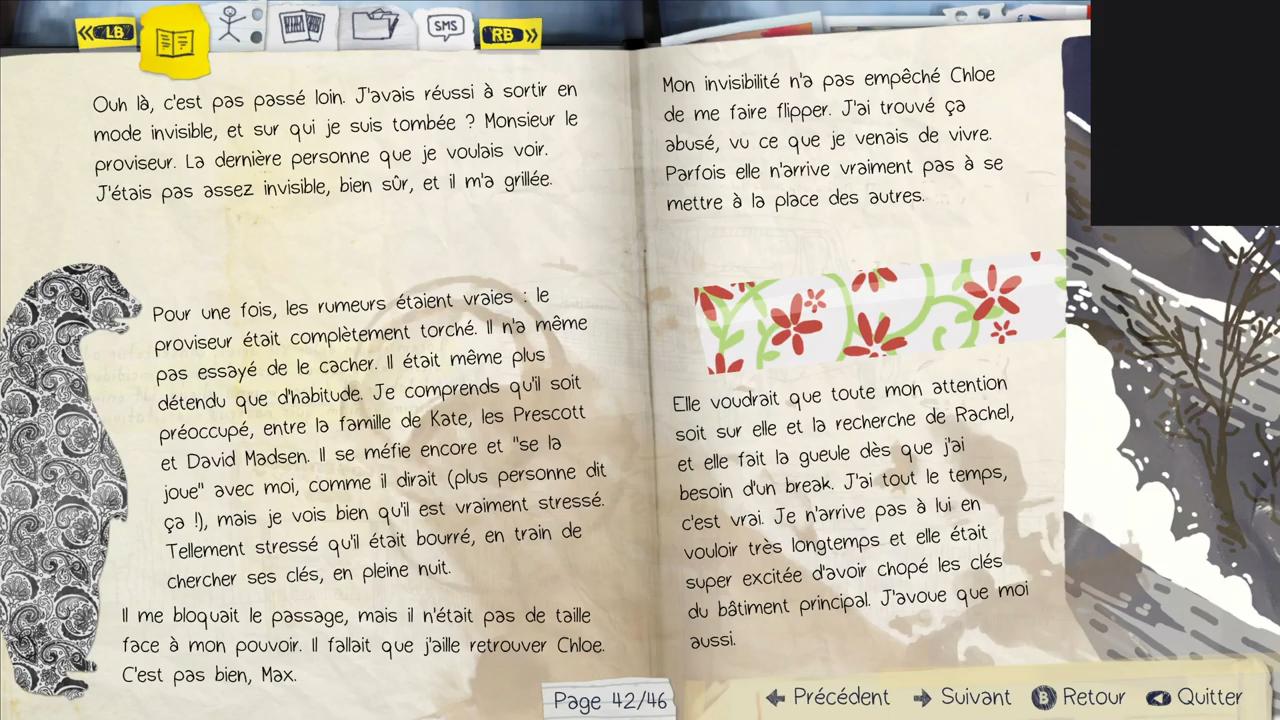 LB
SMS
RB
Ouh là, c'est pas passé loin. J'avais réussi à sortir en
mode invisible, et sur qui je suis tombée ? Monsieur le
proviseur. La dernière personne que je voulais voir.
J'étais pas assez invisible, bien sûr, et il m'a grillée.
Pour une fois, les rumeurs étaient vraies : le
proviseur était complètement torché. Il n'a même
pas essayé de le cacher. Il était même plus
détendu que d'habitude. Je comprends qu'il soit
préoccupé, entre la famille de Kate, les Prescott
et David Madsen. Il se méfie encore et "se la
joue" avec moi, comme il dirait (plus personne dit
ça !), mais je vois bien qu'il est vraiment stressé.
Tellement stressé qu'il était bourré, en train de
chercher ses clés, en pleine nuit.
Il me bloquait le passage, mais il n'était pas de taille
face à mon pouvoir. Il fallait que j'aille retrouver Chloe.
C'est pas bien, Max.
Mon invisibilité n'a pas empêché Chloe
de me faire flipper. J'ai trouvé ça
abusé, vu ce que je venais de vivre.
Parfois elle n'arrive vraiment pas à se
mettre à la place des autres.
Elle voudrait que toute mon attention
soit sur elle et la recherche de Rachel,
et elle fait la gueule dès que j'ai
besoin d'un break. J'ai tout le temps,
c'est vrai. Je n'arrive pas à lui en
vouloir très longtemps et elle était
super excitée d'avoir chopé les clés
du bâtiment principal. J'avoue que moi
aussi.
Page 42/46
Précédent
Suivant
B Retour
Quitter